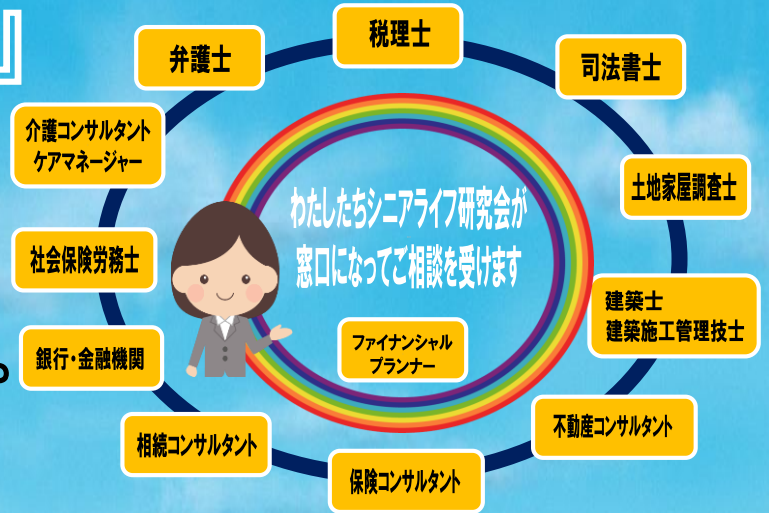 』
弁護士
税理士
司法書士
介護コンサルタント
ケアマネージャー
土地家屋調査士
わたしたちシニアライフ研究会が
窓口になってご相談を受けます
社会保険労務士
建築士
建築施工管理技士
ファイナンシャル
プランナー
銀行・金融機関
。
不動産コンサルタント
相続コンサルタント
保険コンサルタント